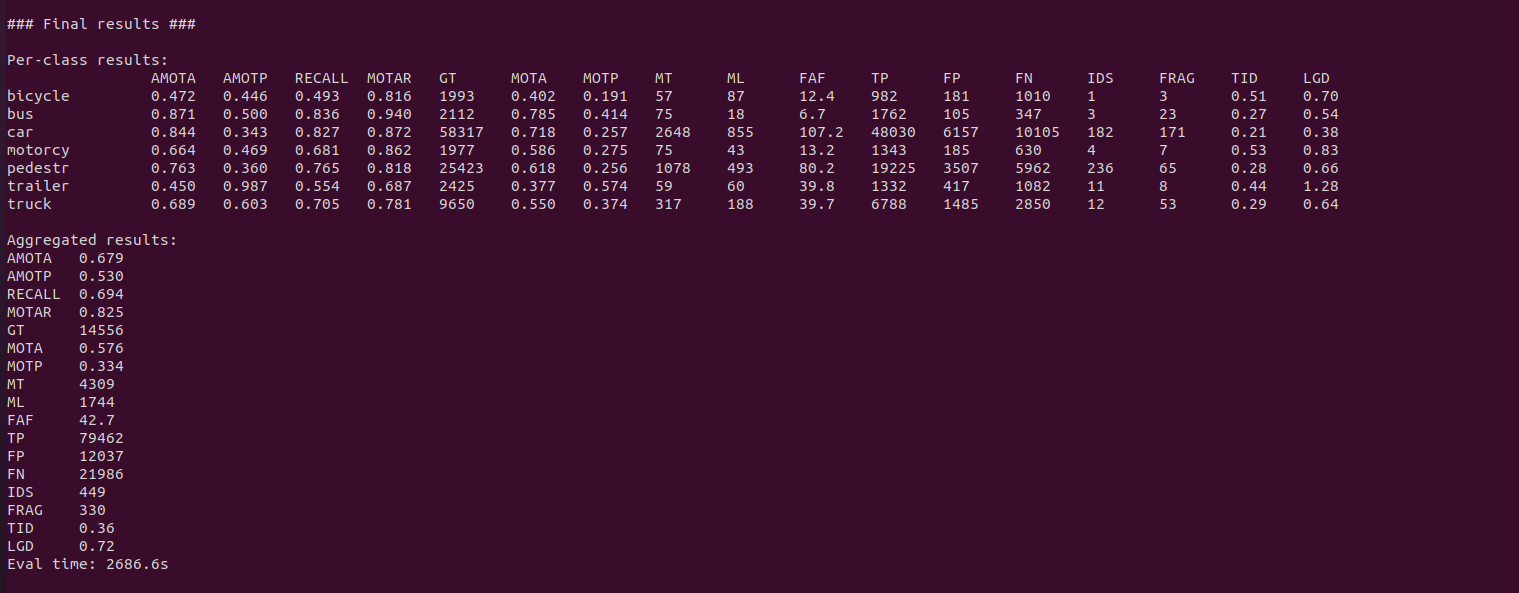 ### Final results ###
Per-class results:
AMOTA AMOTP RECALL MOTAR GT MOTA MOTP MT ML FAF TP FP FN IDS FRAG TID LGD
bicycle 0.472 0.446 0.493 0.816 1993 0.402 0.191 57 87 12.4 982 181 1010 1 3 0.51 0.70
bus 0.871 0.500 0.836 0.940 2112 0.785 0.414 75 18 6.7 1762 105 347 3 23 0.27 0.54
car 0.844 0.343 0.827 0.872 58317 0.718 0.257 2648 855 107.2 48030 6157 10105 182 171 0.21 0.38
motorcy 0.664 0.469 0.681 0.862 1977 0.586 0.275 75 43 13.2 1343 185 630 4 7 0.53 0.83
pedestr 0.763 0.360 0.765 0.818 25423 0.618 0.256 1078 493 80.2 19225 3507 5962 236 65 0.28 0.66
trailer 0.450 0.987 0.554 0.687 2425 0.377 0.574 59 60 39.8 1332 417 1082 11 8 0.44 1.28
truck 0.689 0.603 0.705 0.781 9650 0.550 0.374 317 188 39.7 6788 1485 2850 12 53 0.29 0.64
Aggregated results:
AMOTA 0.679
AMOTP 0.530
RECALL 0.694
MOTAR 0.825
GT 14556
MOTA 0.576
MOTP 0.334
MT 4309
ML 1744
FAF 42.7
TP 79462
FP 12037
FN 21986
IDS 449
FRAG 330
TID 0.36
LGD 0.72
Eval time: 2686.6s